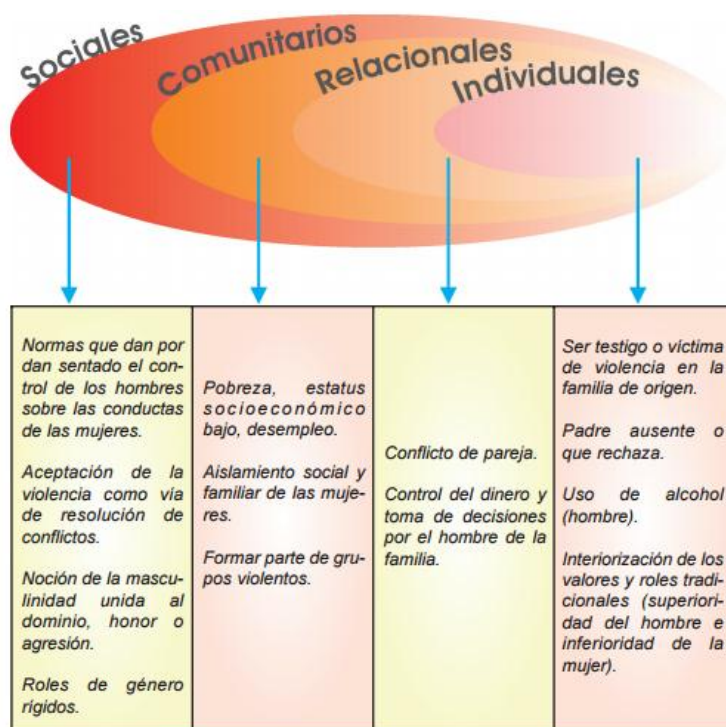 Sociales
Comunitarios
Relacionales
Individuales
Normas que dan por
dan sentado el con-
trol de los hombres
sobre las conductas
de las mujeres.
Aceptación de la
violencia como vía
de resolución de
conflictos.
Noción de la mascu-
linidad unida al
dominio, honor o
agresión.
Roles de género
rígidos.
Pobreza, estatus
socioeconómico
bajo, desempleo.
Aislamiento social y
familiar de las muje-
res.
Formar parte de gru-
pos violentos.
Conflicto de pareja.
Control del dinero y
toma de decisiones
por el hombre de la
familia.
Ser testigo o víctima
de violencia en la
familia de origen.
Padre ausente o
que rechaza.
Uso de alcohol
(hombre).
Interiorización de los
valores y roles tradi-
cionales (superiori-
dad del hombre e
inferioridad de la
mujer).